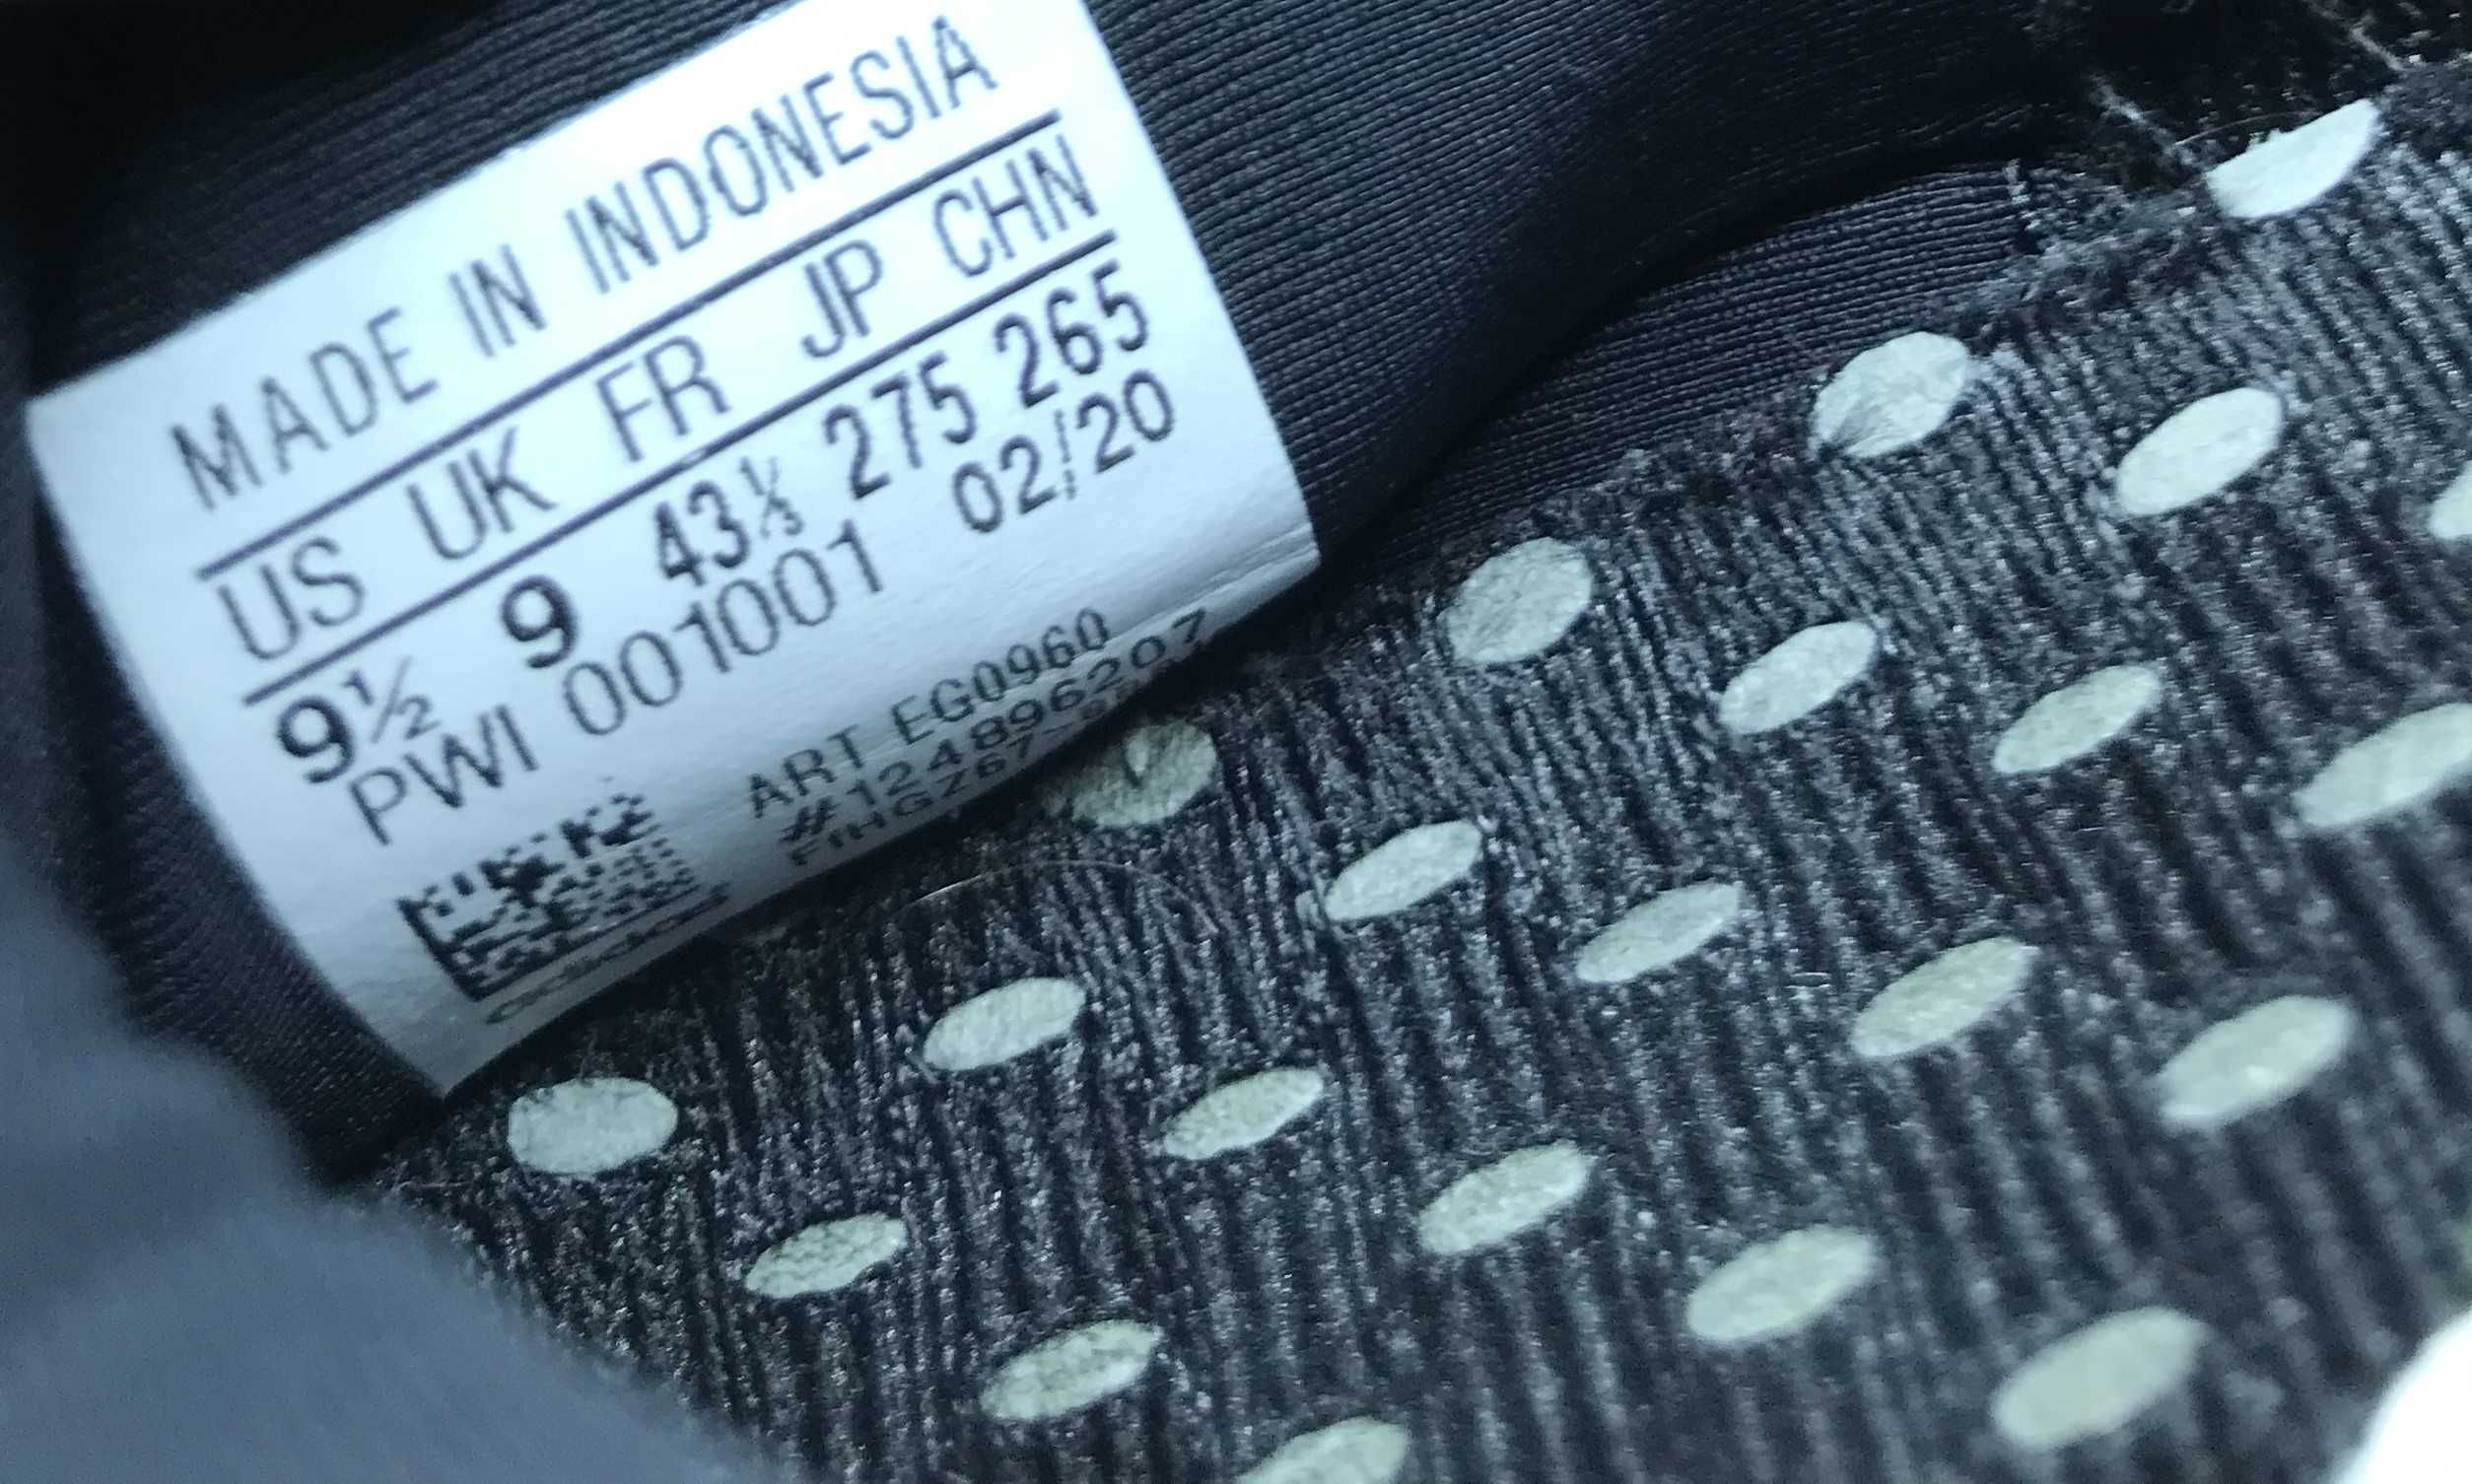 MADE IN INDONESIA
US UK FR JP CHN
9½ 9 43⅓ 275 265
PWI 001001 02/20
ART EG0960
#124896207
adidas